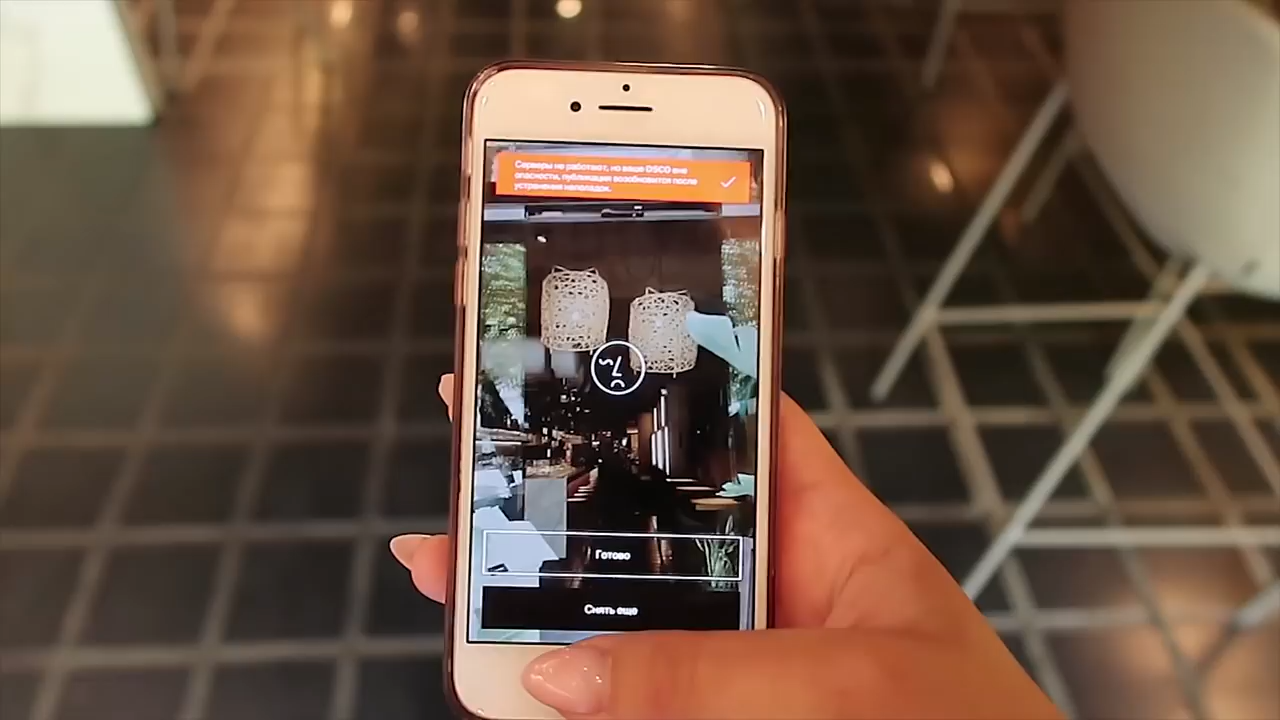 Серверы не работают, но ваше DSCO вне
опасности, публикация возобновится после
устранения неполадок.
Готово
Снять еще